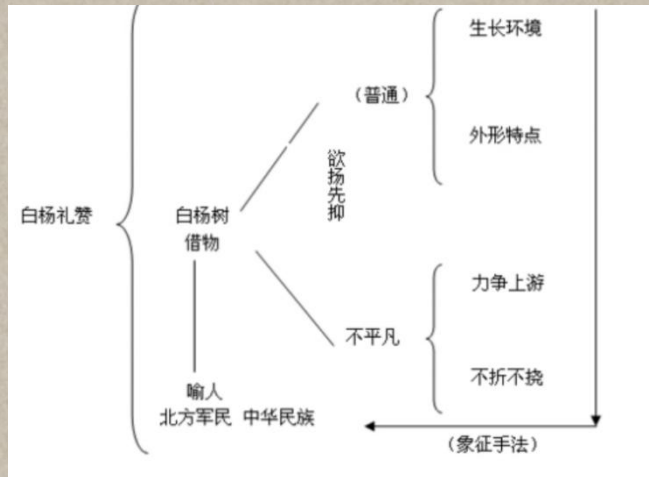 生长环境
（普通）
外形特点
欲扬先抑
白杨礼赞
白杨树
借物
力争上游
不平凡
不折不挠
喻人
北方军民 中华民族
（象征手法）